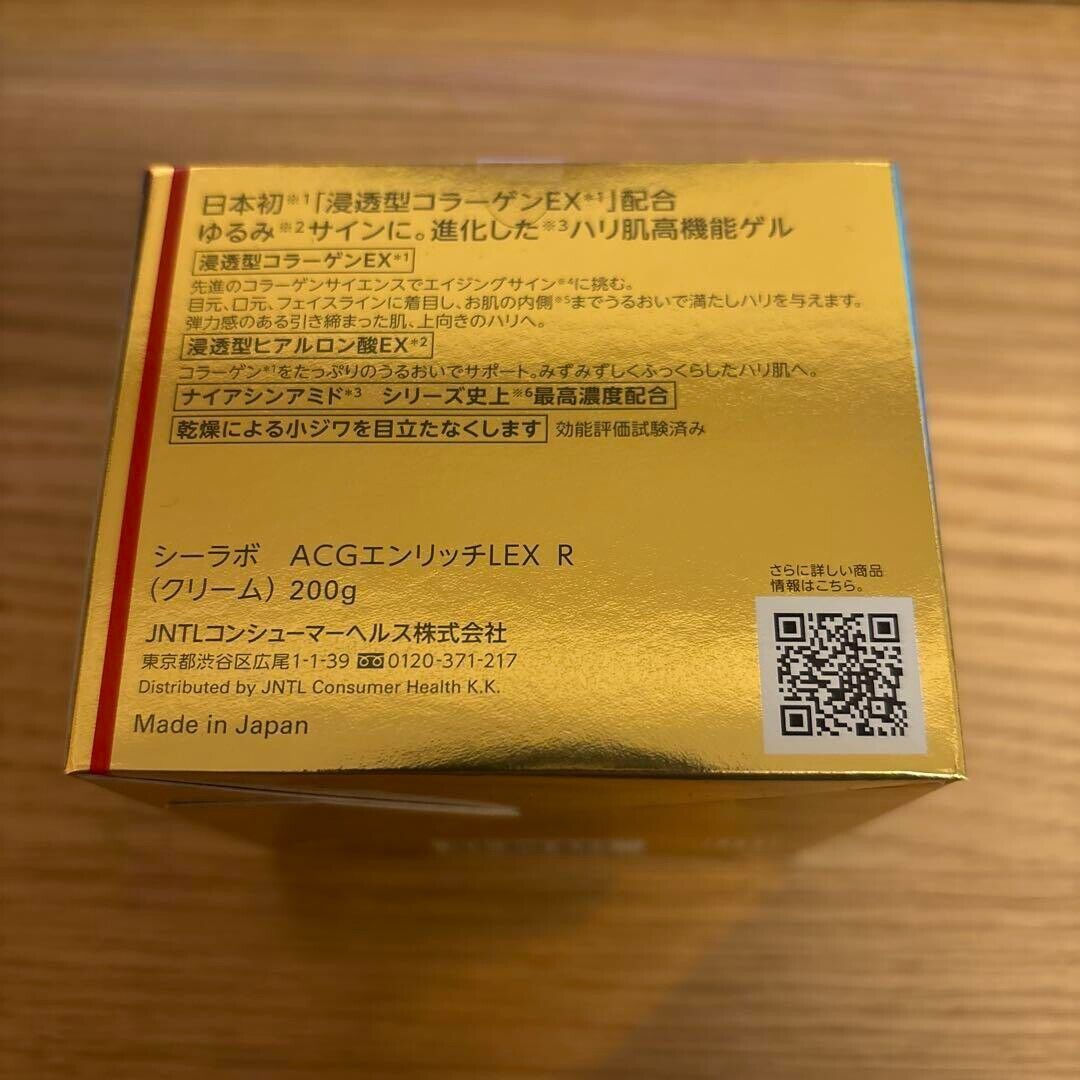 日本初※1「浸透型コラーゲンEX*1」配合
ゆるみ※2サインに。進化した※3ハリ肌高機能ゲル
浸透型コラーゲンEX*1
先進のコラーゲンサイエンスでエイジングサイン※4に挑む。
目元、口元、フェイスラインに着目し、お肌の内側※5までうるおいで満たしハリを与えます。
弾力感のある引き締まった肌、上向きのハリへ。
浸透型ヒアルロン酸EX*2
コラーゲン*1をたっぷりのうるおいでサポート。みずみずしくふっくらしたハリ肌へ。
ナイアシンアミド*3 シリーズ史上※6最高濃度配合
乾燥による小ジワを目立たなくします 効能評価試験済み
シーラボ ACGエンリッチLEX R
(クリーム) 200g
JNTLコンシューマーヘルス株式会社
東京都渋谷区広尾1-1-39 0120-371-217
Distributed by JNTL Consumer Health K.K.
Made in Japan
さらに詳しい商品
情報はこちら。